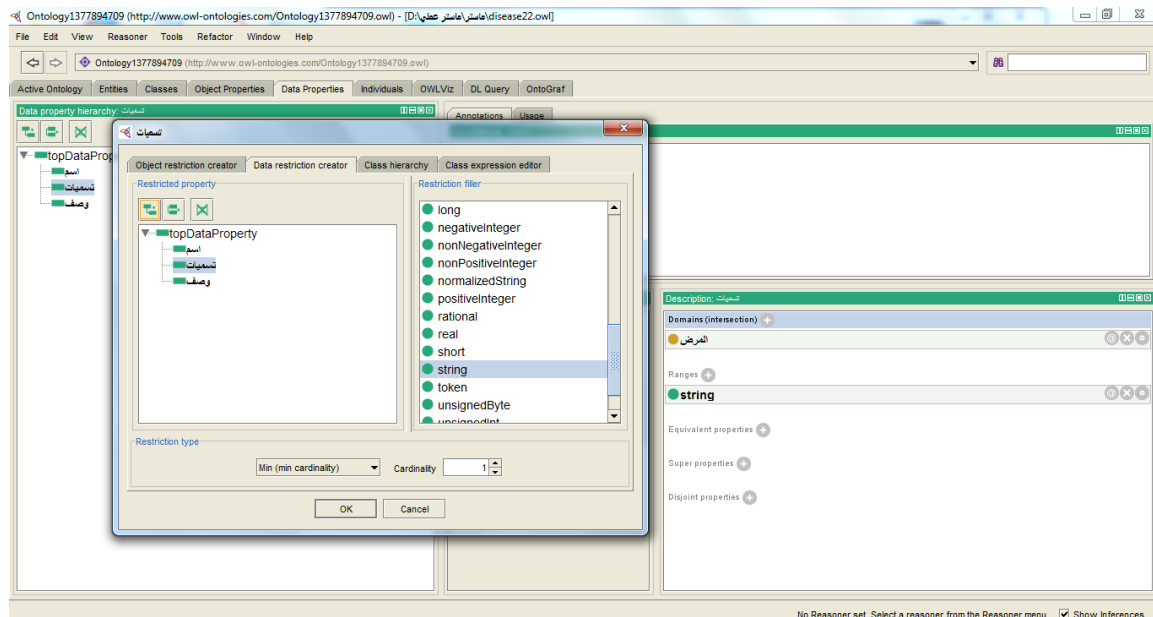 Ontology1377894709 (http://www.owl-ontologies.com/Ontology1377894709.owl) - [D:\ماستر\ماستر عملي\disease22.owl]
File Edit View Reasoner Tools Refactor Window Help
Ontology1377894709 (http://www.owl-ontologies.com/Ontology1377894709.owl)
Active Ontology Entities Classes Object Properties Data Properties Individuals OWLViz DL Query OntoGraf
Data property hierarchy: تسميات
topDataProp
اسم
تسميات
وصف
Annotations Usage
تسميات
Object restriction creator Data restriction creator Class hierarchy Class expression editor
Restricted property
topDataProperty
اسم
تسميات
وصف
Restriction filler
long
negativeInteger
nonNegativeInteger
nonPositiveInteger
normalizedString
positiveInteger
rational
real
short
string
token
unsignedByte
unsignedInt
Restriction type
Min (min cardinality) Cardinality 1
OK Cancel
Description: تسميات
Domains (intersection)
المرض
Ranges
string
Equivalent properties
Super properties
Disjoint properties
No Reasoner set. Select a reasoner from the Reasoner menu Show Inferences